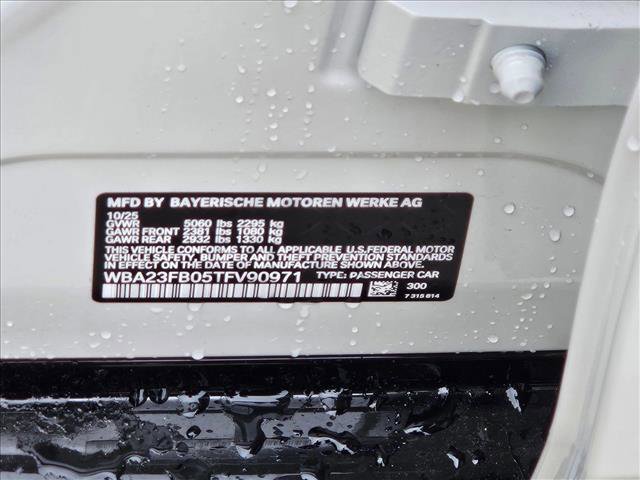 MFD BY BAYERISCHE MOTOREN WERKE AG
10/25
GVWR 5060 lbs 2295 kg
GAWR FRONT 2381 lbs 1080 kg
GAWR REAR 2932 lbs 1330 kg
THIS VEHICLE CONFORMS TO ALL APPLICABLE U.S.FEDERAL MOTOR
VEHICLE SAFETY, BUMPER, AND THEFT PREVENTION STANDARDS
IN EFFECT ON THE DATE OF MANUFACTURE SHOWN ABOVE.
WBA23FB05TFV90971 TYPE: PASSENGER CAR
300
7 315 614